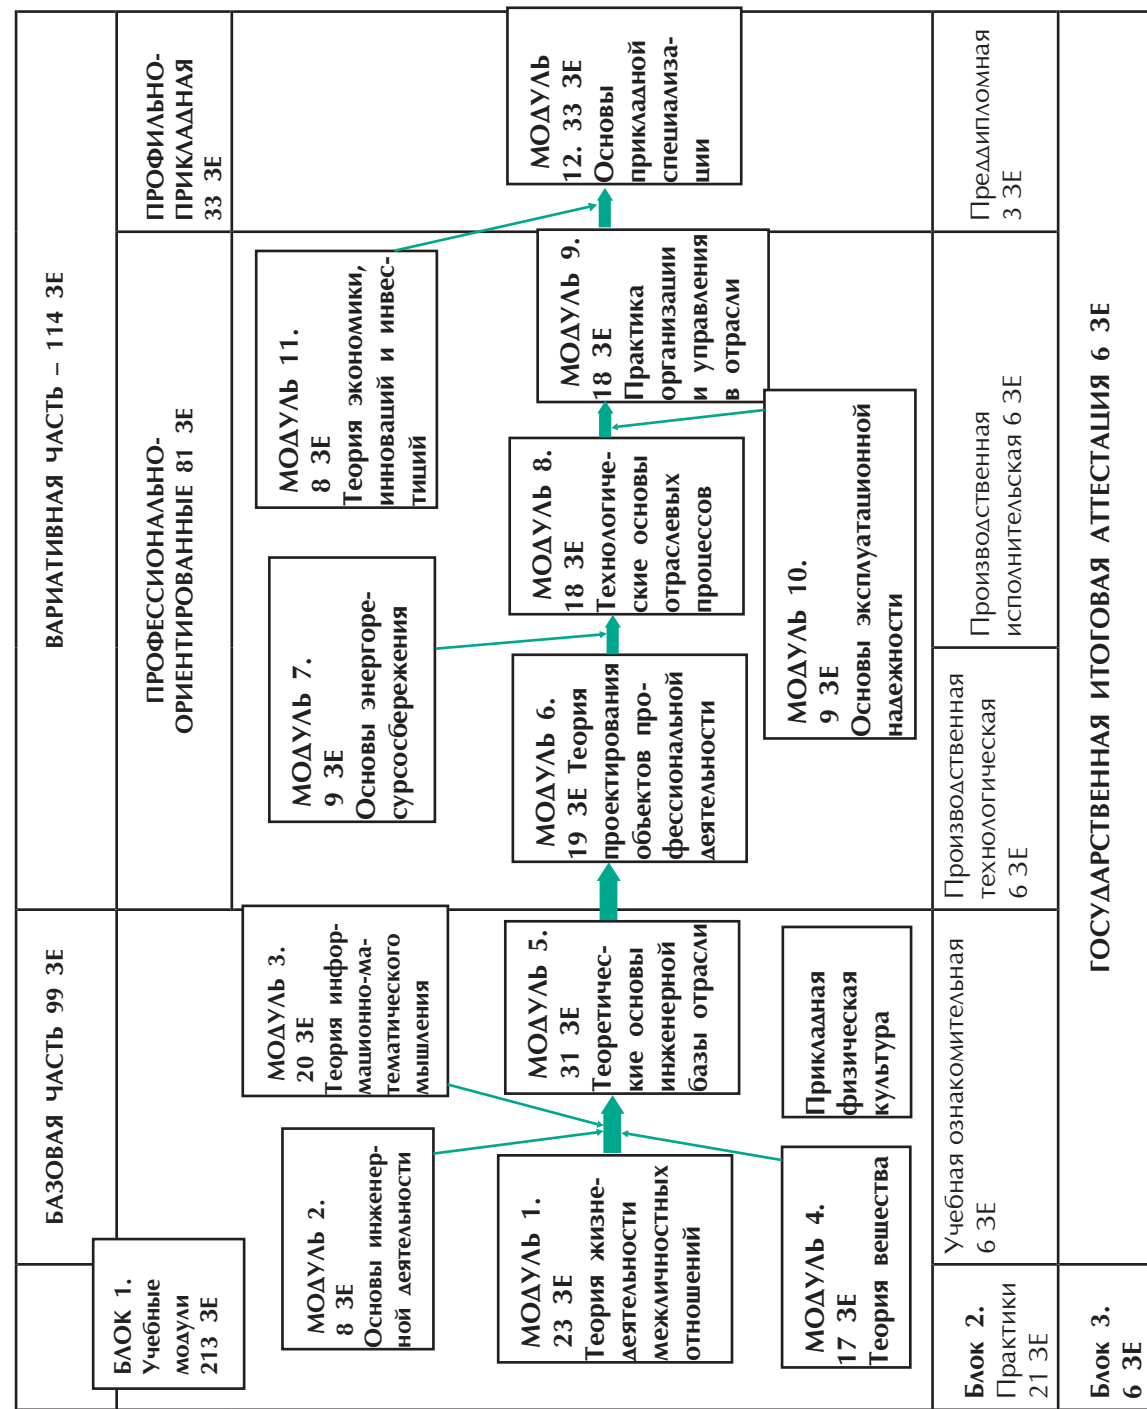 БАЗОВАЯ ЧАСТЬ 99 ЗЕ
ВАРИАТИВНАЯ ЧАСТЬ – 114 ЗЕ
БЛОК 1.
Учебные
модули
213 ЗЕ
ПРОФЕССИОНАЛЬНО-
ОРИЕНТИРОВАННЫЕ 81 ЗЕ
ПРОФИЛЬНО-
ПРИКЛАДНАЯ
33 ЗЕ
МОДУЛЬ 2.
8 ЗЕ
Основы инженер-
ной деятельности
МОДУЛЬ 3.
20 ЗЕ
Теория инфор-
мационно-ма-
тематического
мышления
МОДУЛЬ 7.
9 ЗЕ
Основы энергоре-
сурсосбережения
МОДУЛЬ 11.
8 ЗЕ
Теория экономики,
инноваций и инвес-
тиций
МОДУЛЬ 1.
23 ЗЕ
Теория жизне-
деятельности
межличностных
отношений
МОДУЛЬ 5.
31 ЗЕ
Теоретичес-
кие основы
инженерной
базы отрасли
МОДУЛЬ 6.
19 ЗЕ Теория
проектирования
объектов про-
фессиональной
деятельности
МОДУЛЬ 8.
18 ЗЕ
Технологиче-
ские основы
отраслевых
процессов
МОДУЛЬ 9.
18 ЗЕ
Практика
организации
и управления
в отрасли
МОДУЛЬ
12. 33 ЗЕ
Основы
прикладной
специализа-
ции
МОДУЛЬ 4.
17 ЗЕ
Теория вещества
Прикладная
физическая
культура
МОДУЛЬ 10.
9 ЗЕ
Основы эксплуатационной
надежности
Блок 2.
Практики
21 ЗЕ
Учебная ознакомительная
6 ЗЕ
Производственная
технологическая
6 ЗЕ
Производственная
исполнительская 6 ЗЕ
Преддипломная
3 ЗЕ
Блок 3.
6 ЗЕ
ГОСУДАРСТВЕННАЯ ИТОГОВАЯ АТТЕСТАЦИЯ 6 ЗЕ